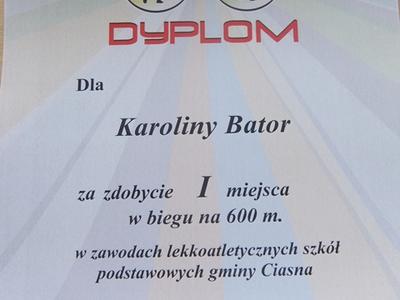 DYPLOM
Dla
Karoliny Bator
za zdobycie I miejsca
w biegu na 600 m.
w zawodach lekkoatletycznych szkół
podstawowych gminy Ciasna